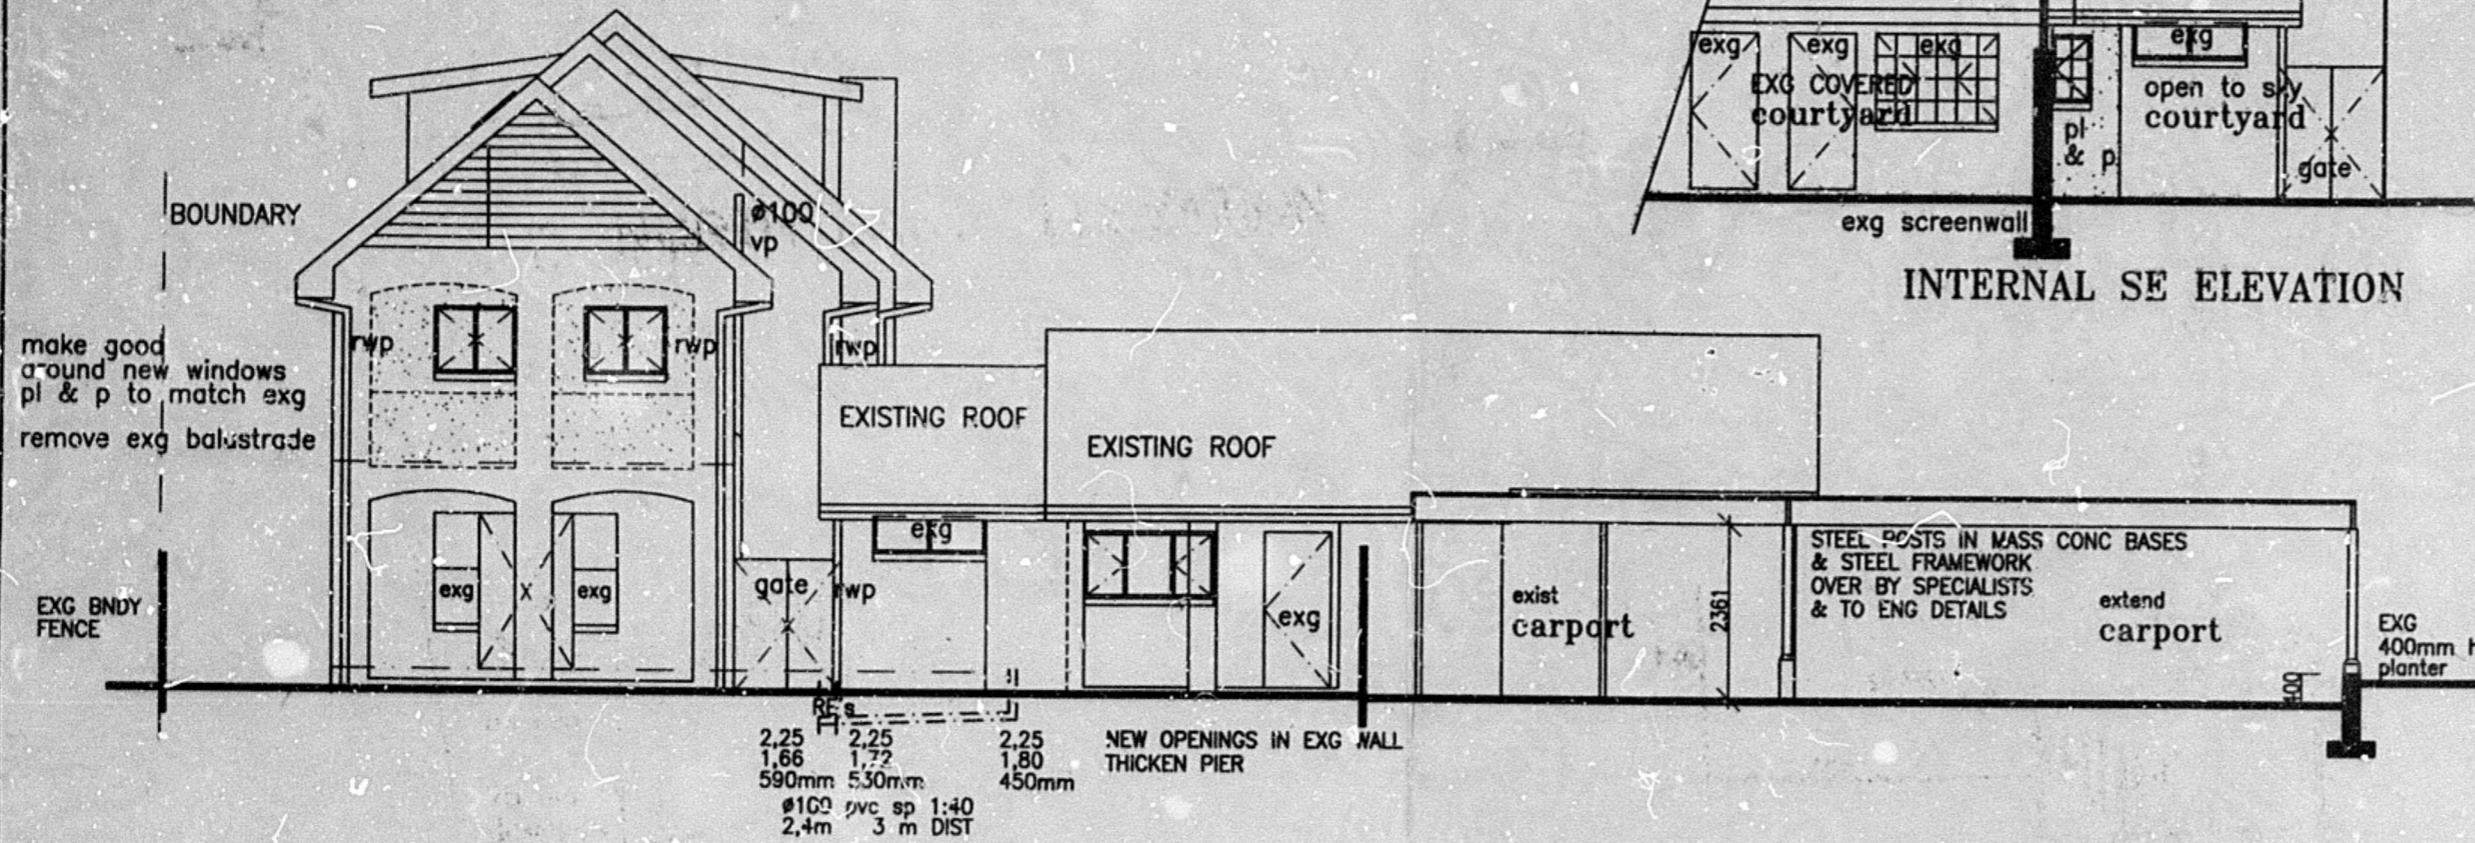 exg
exg
exg
exg
EXG COVERED
courtyard
open to sky
courtyard
pl
& p
gate
exg screenwall
INTERNAL SE ELEVATION
BOUNDARY
ø100
vp
make good
around new windows
pl & p to match exg
remove exg balustrade
rwp
rwp
rwp
EXISTING ROOF
EXISTING ROOF
EXG BNDY
FENCE
exg
exg
gate
rwp
exg
exg
exist
carport
2361
STEEL POSTS IN MASS CONC BASES
& STEEL FRAMEWORK
OVER BY SPECIALISTS
& TO ENG DETAILS
extend
carport
400
EXG
400mm
planter
RE's
2,25 2,25 2,25
1,66 1,72 1,80
590mm 530mm 450mm
ø100 pvc sp 1:40
2,4m 3 m DIST
NEW OPENINGS IN EXG WALL
THICKEN PIER